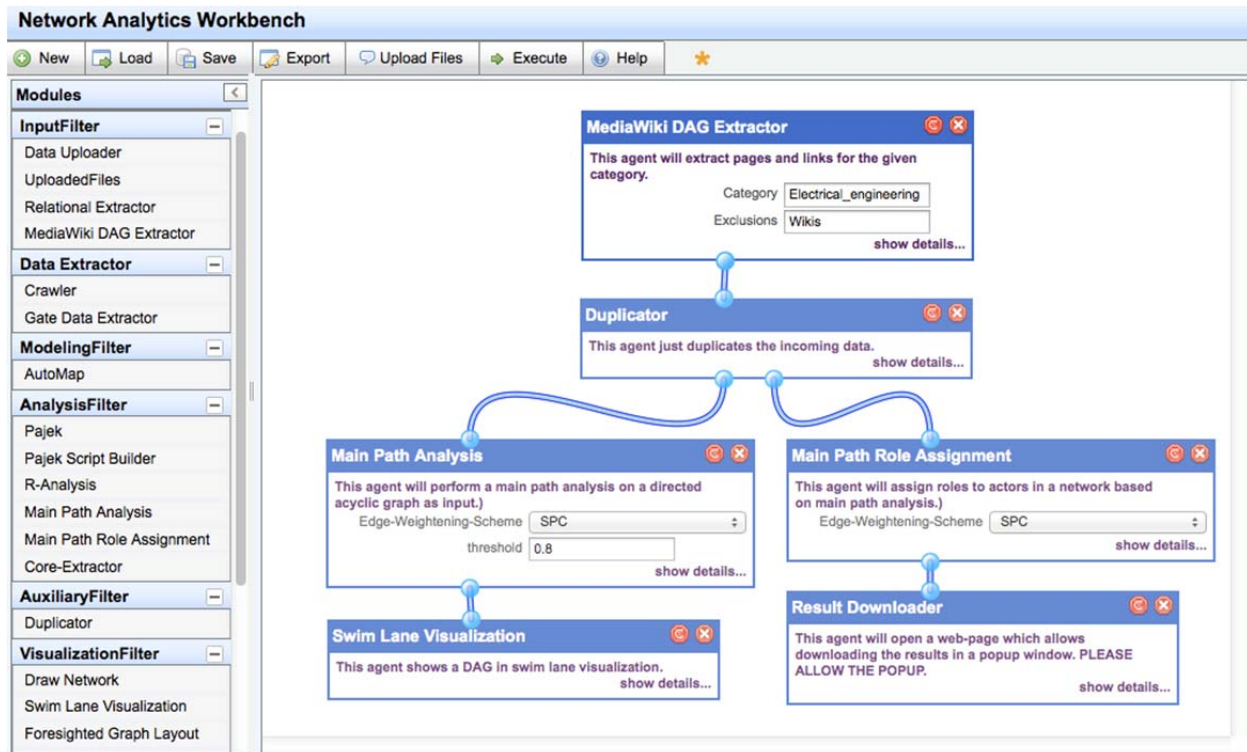 Network Analytics Workbench
New Load Save Export Upload Files Execute Help
Modules
InputFilter
Data Uploader
UploadedFiles
Relational Extractor
MediaWiki DAG Extractor
Data Extractor
Crawler
Gate Data Extractor
ModelingFilter
AutoMap
AnalysisFilter
Pajek
Pajek Script Builder
R-Analysis
Main Path Analysis
Main Path Role Assignment
Core-Extractor
AuxiliaryFilter
Duplicator
VisualizationFilter
Draw Network
Swim Lane Visualization
Foresighted Graph Layout
MediaWiki DAG Extractor
This agent will extract pages and links for the given
category.
Category Electrical_engineering
Exclusions Wikis
show details...
Duplicator
This agent just duplicates the incoming data.
show details...
Main Path Analysis
This agent will perform a main path analysis on a directed
acyclic graph as input.)
Edge-Weightening-Scheme SPC
threshold 0.8
show details...
Swim Lane Visualization
This agent shows a DAG in swim lane visualization.
show details...
Main Path Role Assignment
This agent will assign roles to actors in a network based
on main path analysis.)
Edge-Weightening-Scheme SPC
show details...
Result Downloader
This agent will open a web-page which allows
downloading the results in a popup window. PLEASE
ALLOW THE POPUP.
show details...